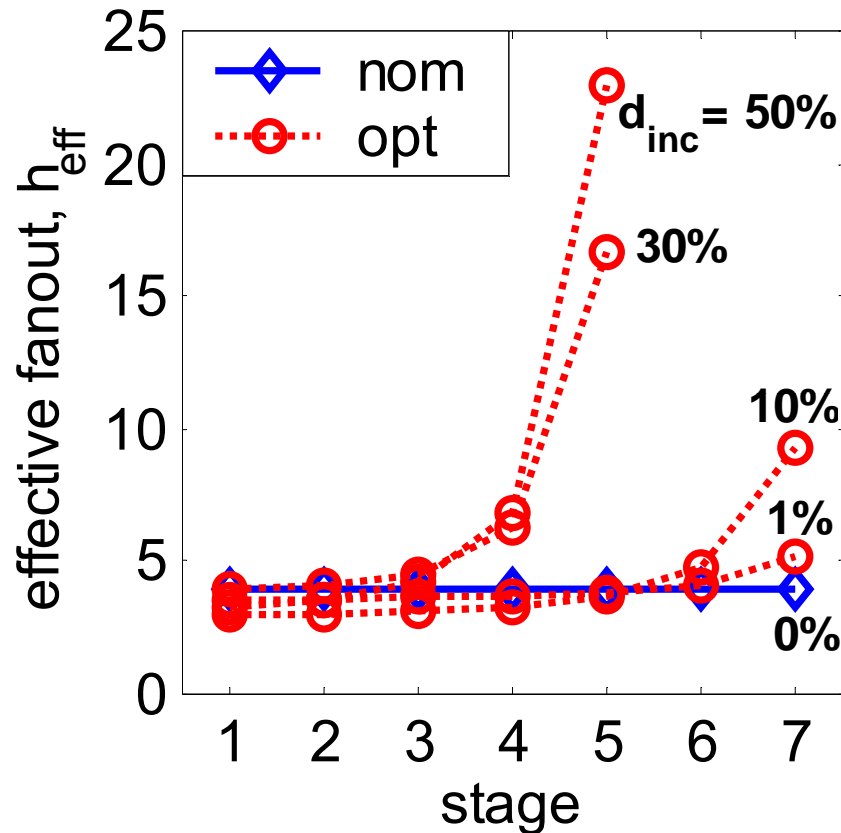 25
20
15
10
5
0
effective fanout, h_eff
nom
opt
d_inc = 50%
30%
10%
1%
0%
1 2 3 4 5 6 7
stage